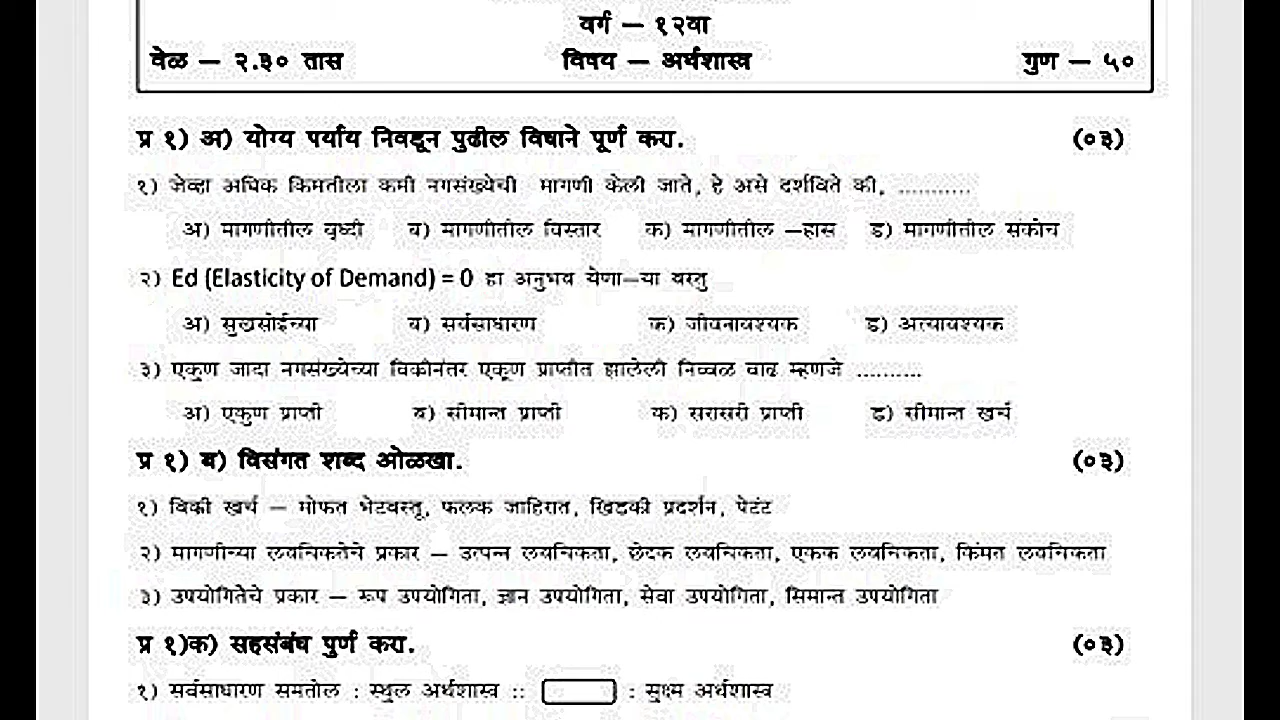 वर्ग — १२वा
वेळ — २.३० तास विषय — अर्थशास्त्र गुण — ५०
प्र १) अ) योग्य पर्याय निवडून पुढील विधाने पूर्ण करा. (०३)
१) जेव्हा अधिक किमतीला कमी नगसंख्येची मागणी केली जाते, हे असे दर्शविते की, ...........
अ) मागणीतील वृध्दी ब) मागणीतील विस्तार क) मागणीतील —हास ड) मागणीतील संकोच
२) Ed (Elasticity of Demand) = 0 हा अनुभव येणा—या वस्तु
अ) सुखसोईच्या ब) सर्वसाधारण क) जीवनावश्यक ड) अत्यावश्यक
३) एकुण जादा नगसंख्येच्या विकीनंतर एकूण प्राप्तीत झालेली निव्वळ वाढ म्हणजे ..........
अ) एकुण प्राप्ती ब) सीमान्त प्राप्ती क) सरासरी प्राप्ती ड) सीमान्त खर्च
प्र १) ब) विसंगत शब्द ओळखा. (०३)
१) विकी खर्च — मोफत भेटवस्तू, फलक जाहिरात, खिडकी प्रदर्शन, पेटंट
२) मागणीच्या लवचिकतेचे प्रकार — उत्पन्न लवचिकता, छेदक लवचिकता, एकक लवचिकता, किंमत लवचिकता
३) उपयोगितेचे प्रकार — रूप उपयोगिता, ज्ञान उपयोगिता, सेवा उपयोगिता, सिमान्त उपयोगिता
प्र १)क) सहसंबंध पुर्ण करा. (०३)
१) सर्वसाधारण समतोल : स्थुल अर्थशास्त्र :: : सुक्ष्म अर्थशास्त्र